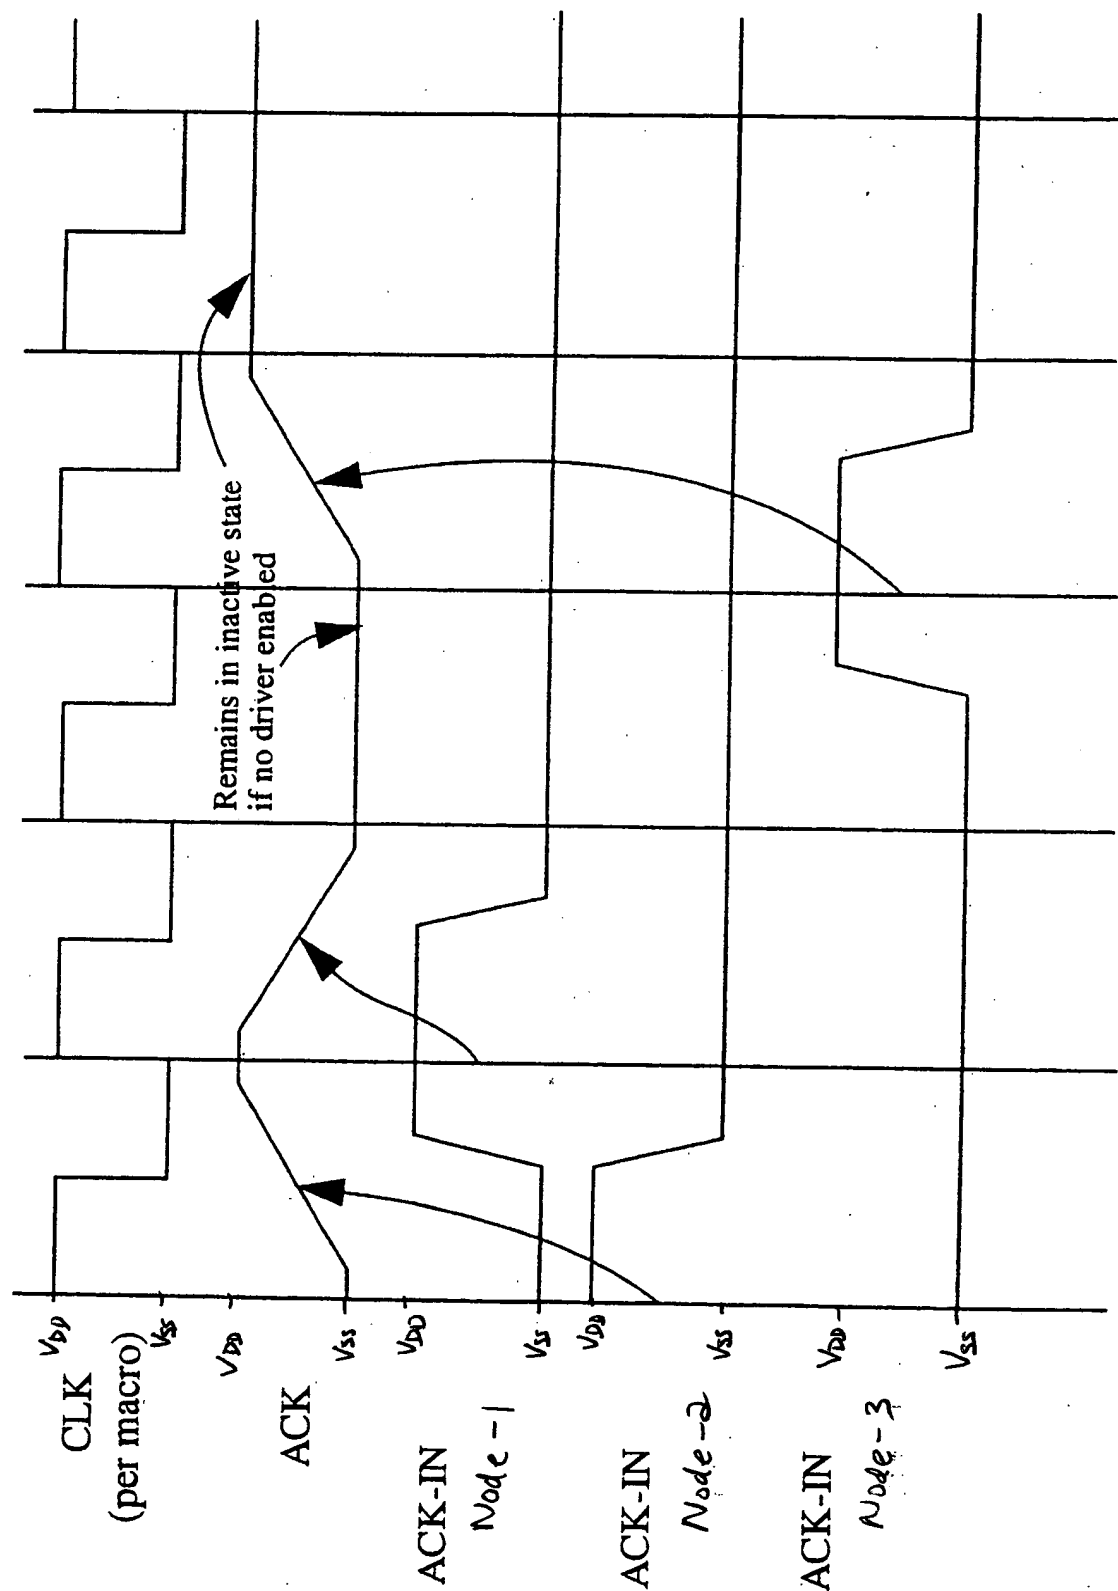 CLK
(per macro)
VDD
VSS
ACK
VDD
VSS
ACK-IN
Node-1
VDD
VSS
ACK-IN
Node-2
VDD
VSS
ACK-IN
Node-3
VDD
VSS
Remains in inactive state
if no driver enabled